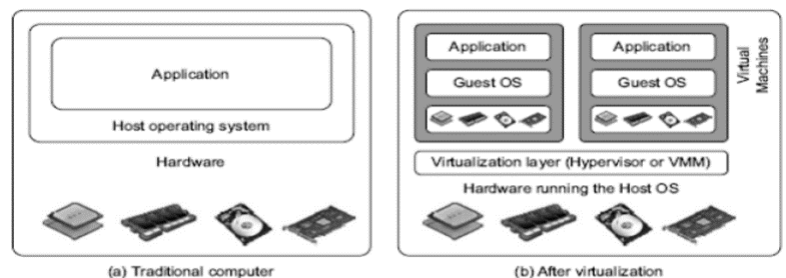 Application
Host operating system
Hardware
(a) Traditional computer
Application
Guest OS
Application
Guest OS
Virtual
Machines
Virtualization layer (Hypervisor or VMM)
Hardware running the Host OS
(b) After virtualization